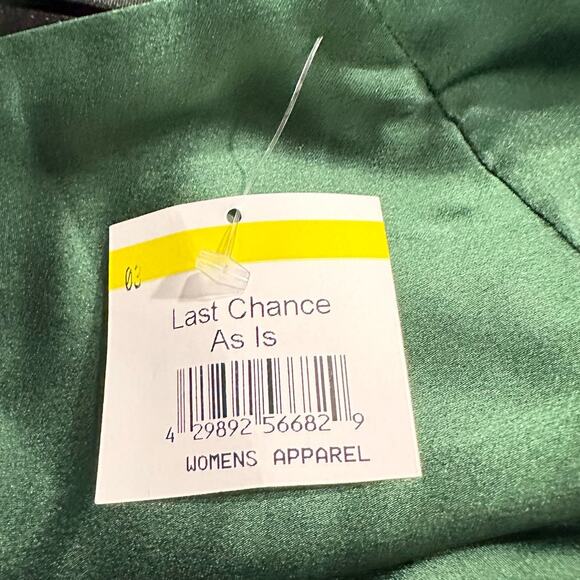 03
Last Chance
As Is
4 29892 56682 9
WOMENS APPAREL